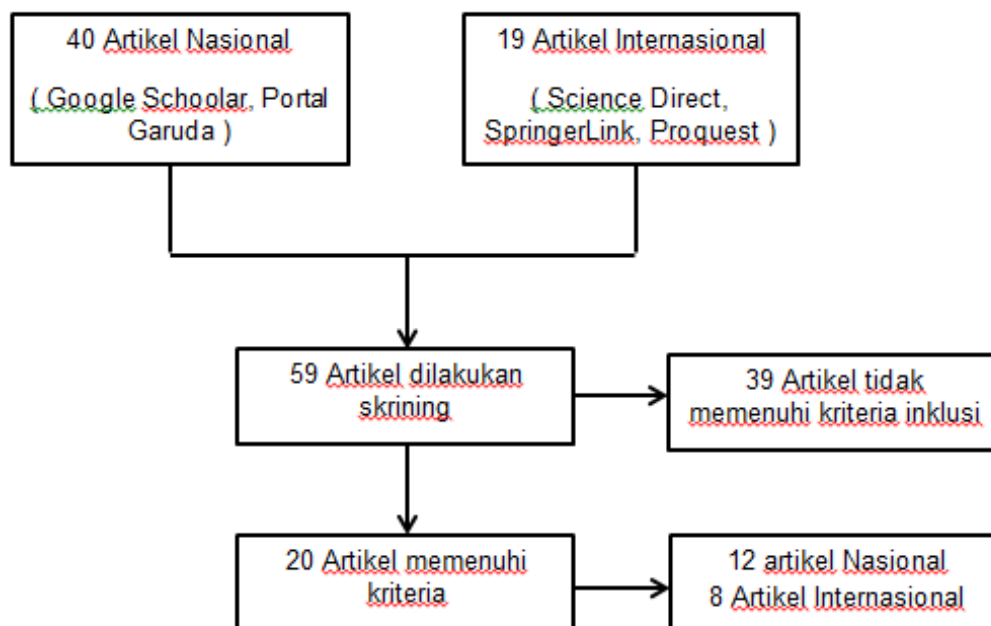 40 Artikel Nasional
( Google Schoolar, Portal
Garuda )
19 Artikel Internasional
( Science Direct,
SpringerLink, Proquest )
59 Artikel dilakukan
skrining
39 Artikel tidak
memenuhi kriteria inklusi
20 Artikel memenuhi
kriteria
12 artikel Nasional
8 Artikel Internasional